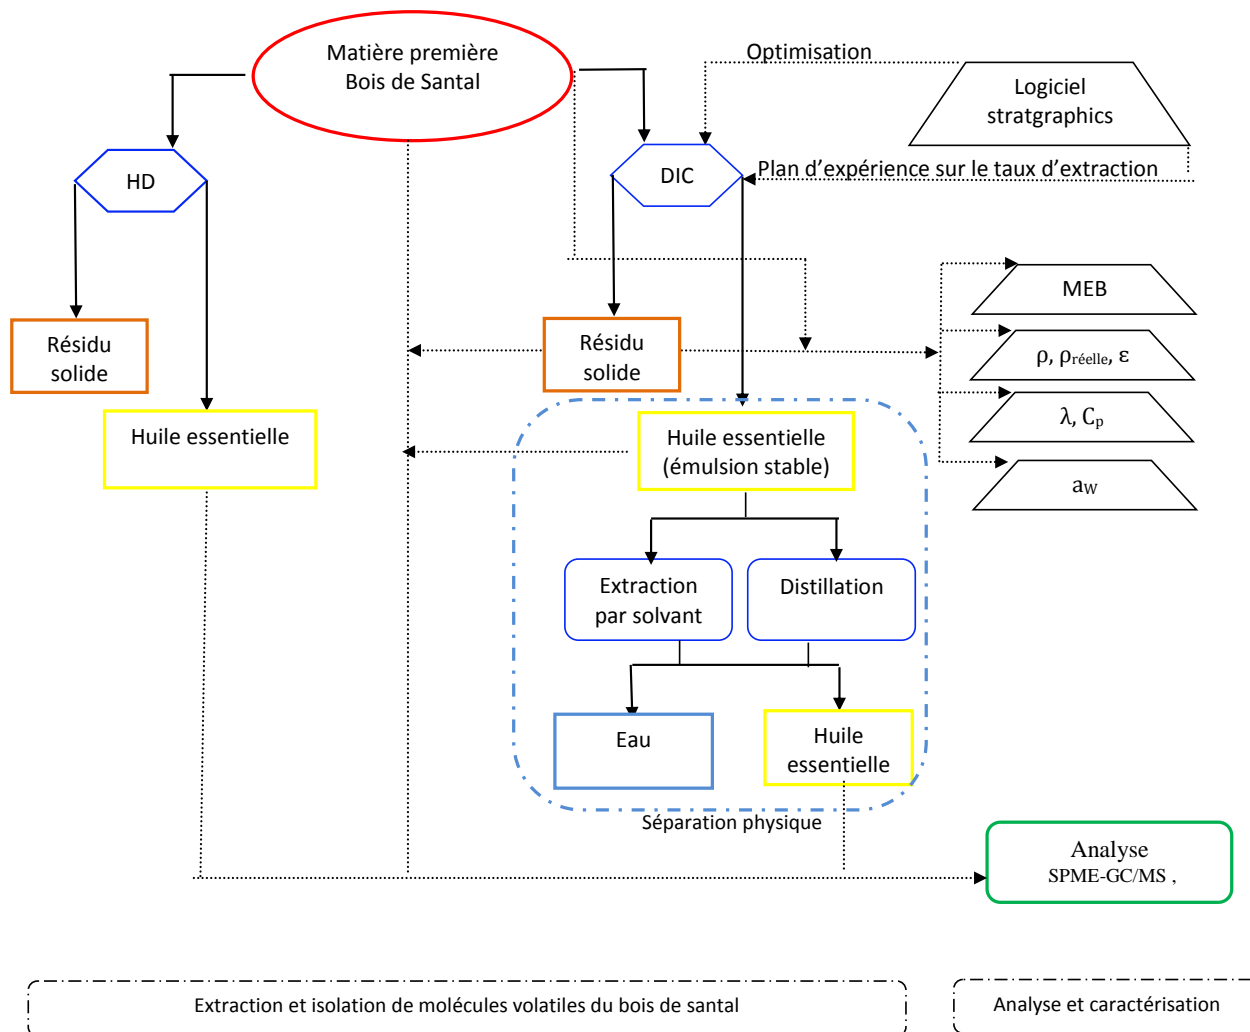 Matière première
Bois de Santal
Optimisation
Logiciel
stratgraphics
HD
DIC
Plan d’expérience sur le taux d’extraction
MEB
Résidu
solide
Résidu
solide
ρ, ρréelle, ε
λ, Cp
Huile essentielle
Huile essentielle
(émulsion stable)
aW
Extraction
par solvant
Distillation
Eau
Huile
essentielle
Séparation physique
Analyse
SPME-GC/MS ,
Extraction et isolation de molécules volatiles du bois de santal
Analyse et caractérisation